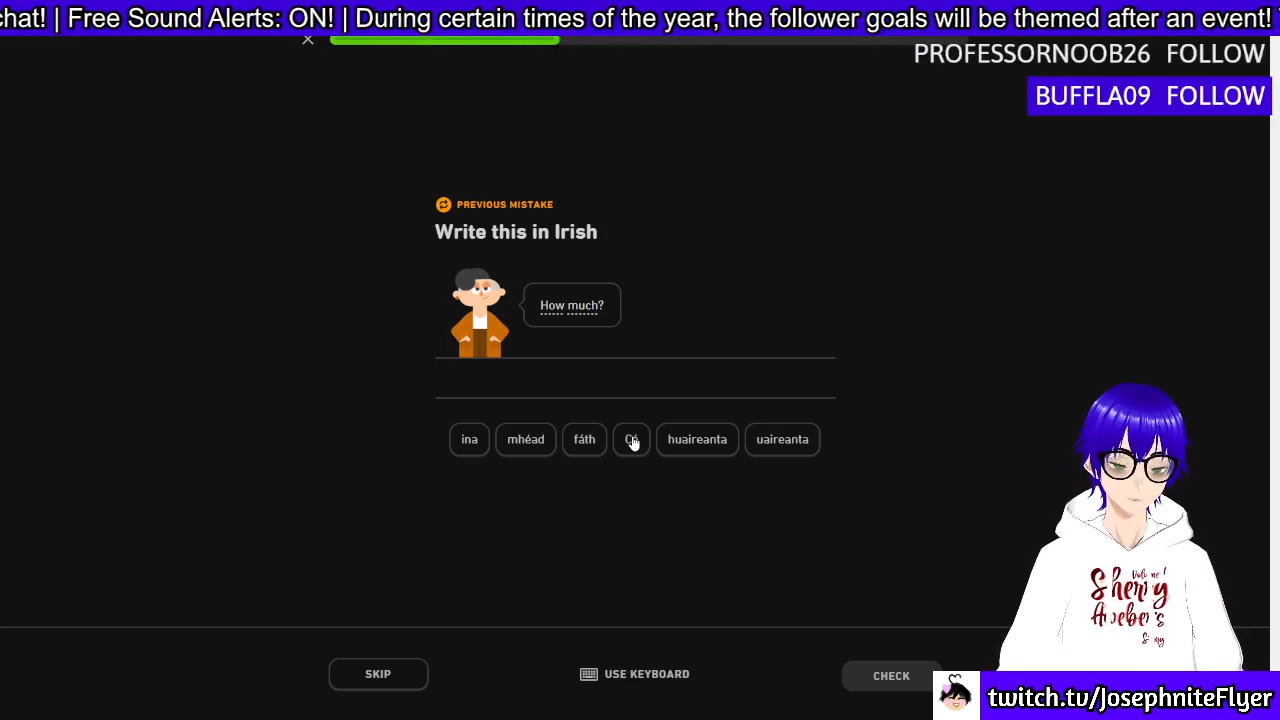 chat! | Free Sound Alerts: ON! | During certain times of the year, the follower goals will be themed after an event!
PROFESSORNOOB26 FOLLOW
BUFFLA09 FOLLOW
PREVIOUS MISTAKE
Write this in Irish
How much?
ina mhéad fáth huaireanta uaireanta
SKIP USE KEYBOARD CHECK
Sherry
twitch.tv/JosephniteFlyer